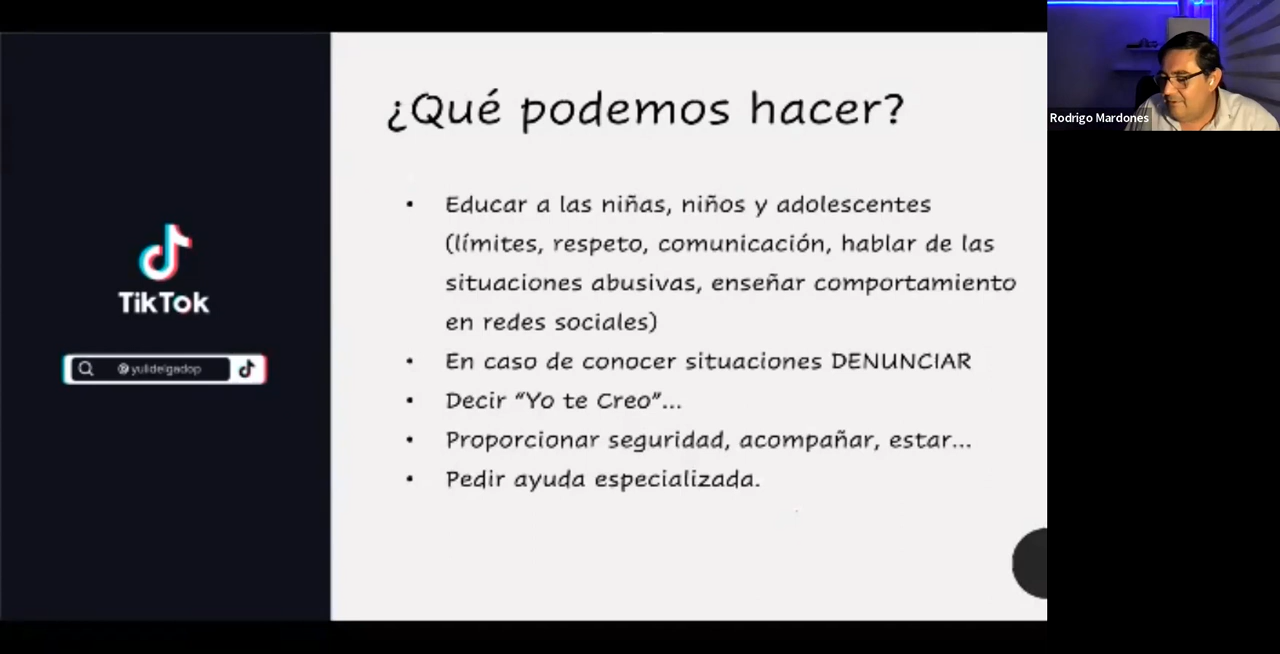 ¿Qué podemos hacer?
• Educar a las niñas, niños y adolescentes
(límites, respeto, comunicación, hablar de las
situaciones abusivas, enseñar comportamiento
en redes sociales)
• En caso de conocer situaciones DENUNCIAR
• Decir “Yo te Creo”...
• Proporcionar seguridad, acompañar, estar...
• Pedir ayuda especializada.
TikTok
@yulidelgadop
Rodrigo Mardones